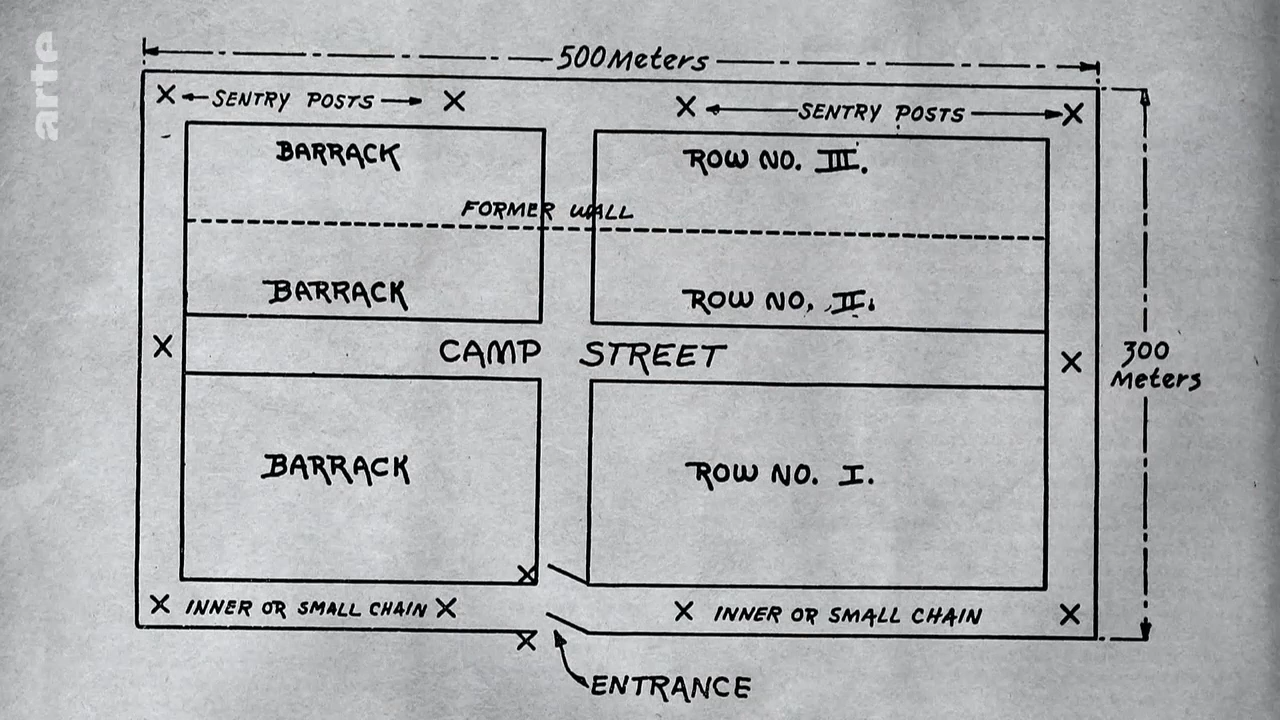 arte
500 Meters
SENTRY POSTS
SENTRY POSTS
BARRACK
ROW NO. III.
FORMER WALL
BARRACK
ROW NO. II.
CAMP STREET
300
Meters
BARRACK
ROW NO. I.
INNER OR SMALL CHAIN
INNER OR SMALL CHAIN
ENTRANCE